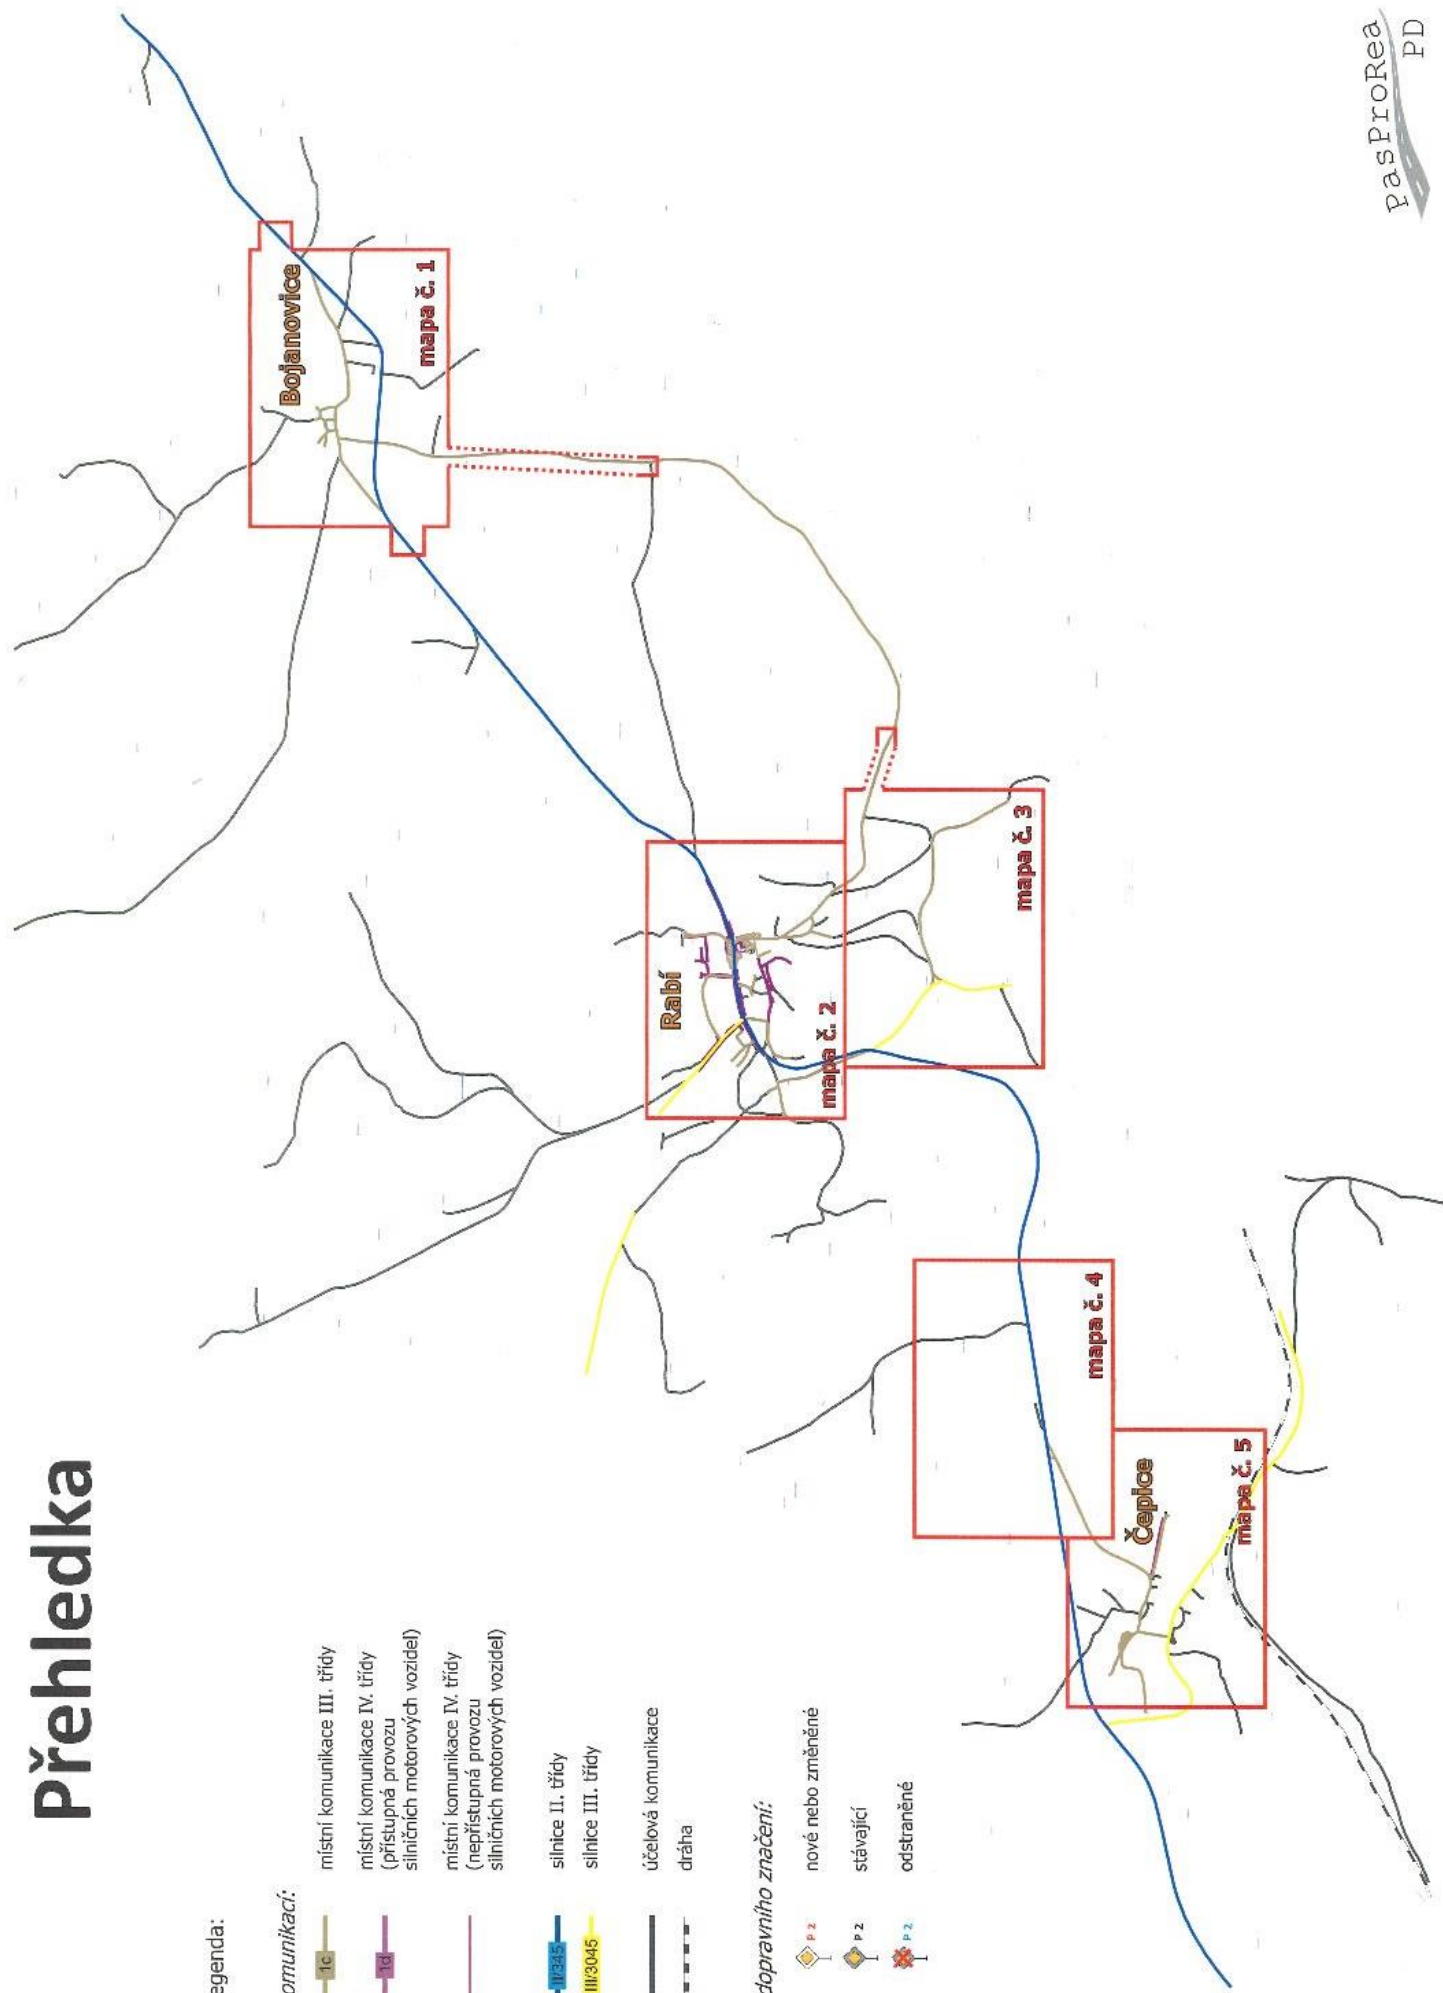 Přehledka
egenda:
omunikací:
1c
místní komunikace III. třídy
1d
místní komunikace IV. třídy
(přístupná provozu
silničních motorových vozidel)
místní komunikace IV. třídy
(nepřístupná provozu
silničních motorových vozidel)
II/345
silnice II. třídy
III/3045
silnice III. třídy
účelová komunikace
dráha
dopravního značení:
P 2
nové nebo změněné
P 2
stávající
P 2
odstraněné
Bojanovice
mapa č. 1
Rabí
mapa č. 2
mapa č. 3
mapa č. 4
Čepice
mapa č. 5
PasProRea
PD